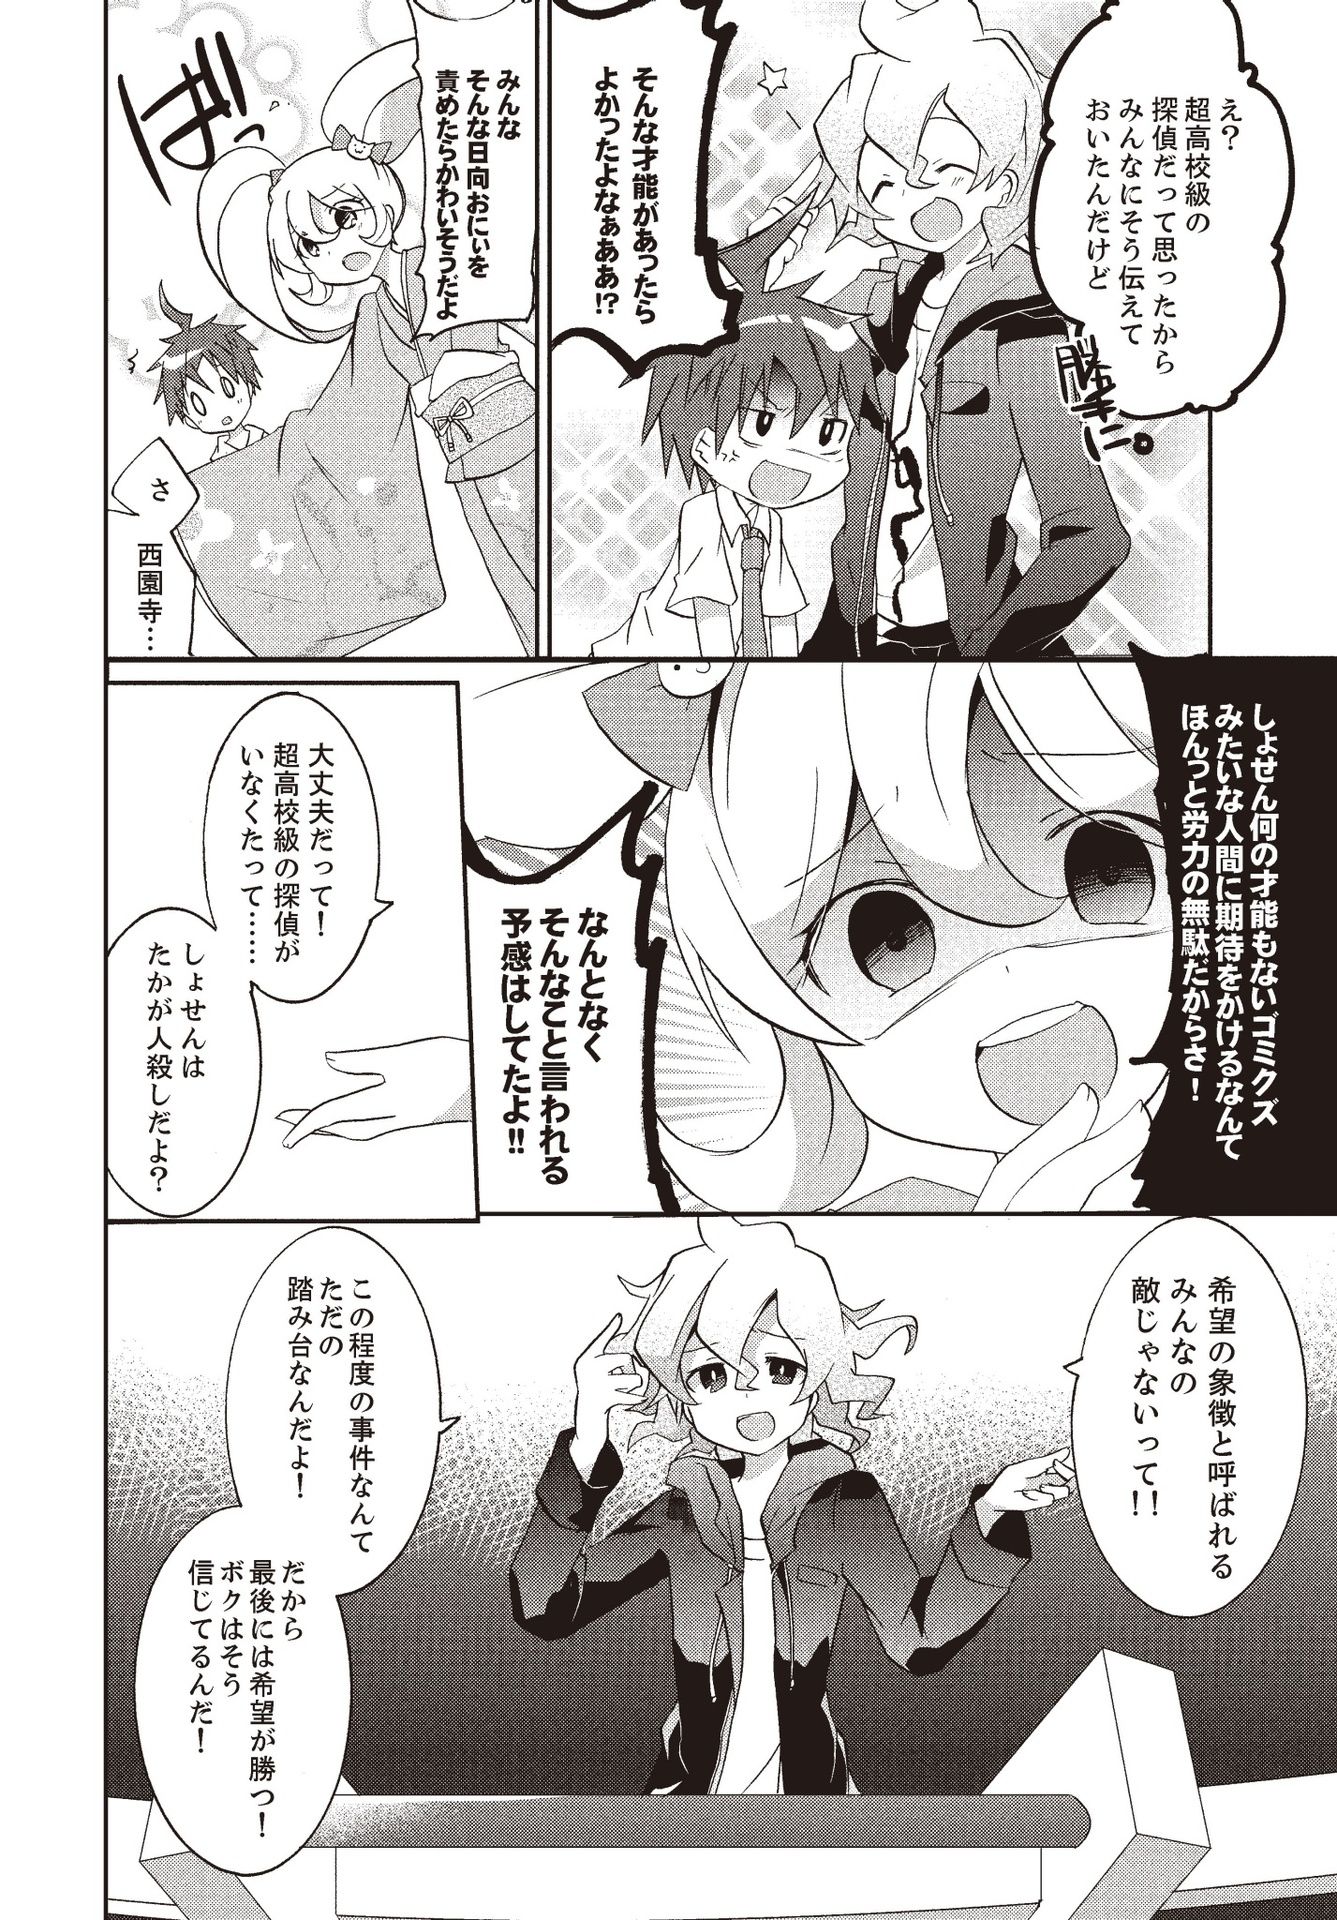 え？
超高校級の
探偵だって思ったから
みんなにそう伝えて
おいたんだけど
勝手に。
そんな才能があったら
よかったよなぁああ!?
みんな
そんな日向おにぃを
責めたらかわいそうだよ
ばっ
さ
西園寺…
しょせん何の才能もないゴミクズ
みたいな人間に期待をかけるなんて
ほんっと労力の無駄だからさ！
なんとなく
そんなこと言われる
予感はしてたよ!!
大丈夫だって！
超高校級の探偵が
いなくたって……
しょせんは
たかが人殺しだよ？
希望の象徴と呼ばれる
みんなの
敵じゃないって!!
この程度の事件なんて
ただの
踏み台なんだよ！
だから
最後には希望が勝つ！
ボクはそう
信じてるんだ！